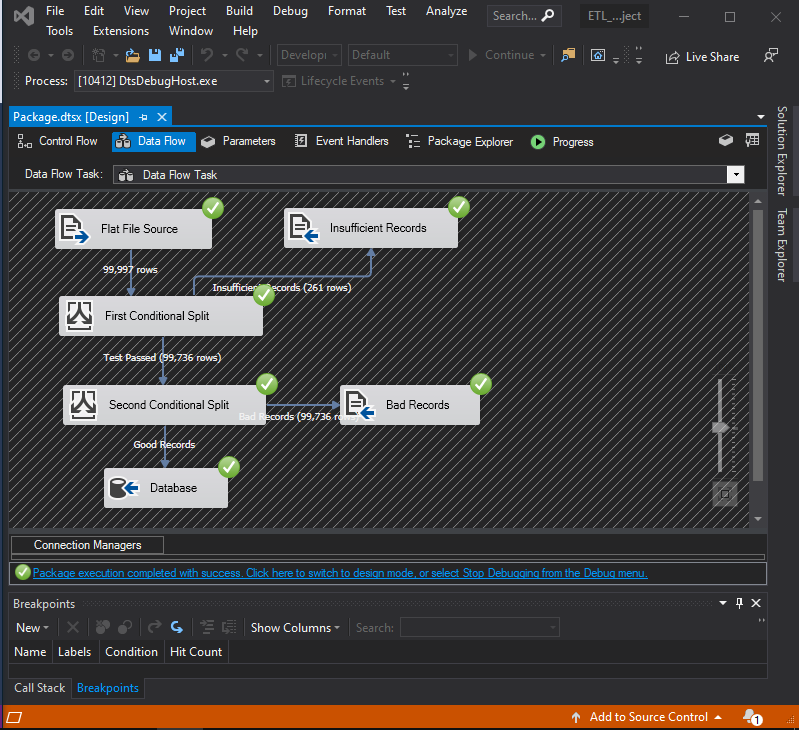 File Edit View Project Build Debug Format Test Analyze Search... ETL_...ject
Tools Extensions Window Help
Develop Default Continue Live Share
Process: [10412] DtsDebugHost.exe Lifecycle Events
Package.dtsx [Design]
Control Flow Data Flow Parameters Event Handlers Package Explorer Progress
Data Flow Task: Data Flow Task
Flat File Source Insufficient Records
99,997 rows
Insufficient Records (261 rows)
First Conditional Split
Test Passed (99,736 rows)
Second Conditional Split Bad Records
Bad Records (99,736
Good Records
Database
Solution Explorer
Team Explorer
Connection Managers
Package execution completed with success. Click here to switch to design mode, or select Stop Debugging from the Debug menu.
Breakpoints
New Show Columns Search:
Name Labels Condition Hit Count
Call Stack Breakpoints
Add to Source Control 1